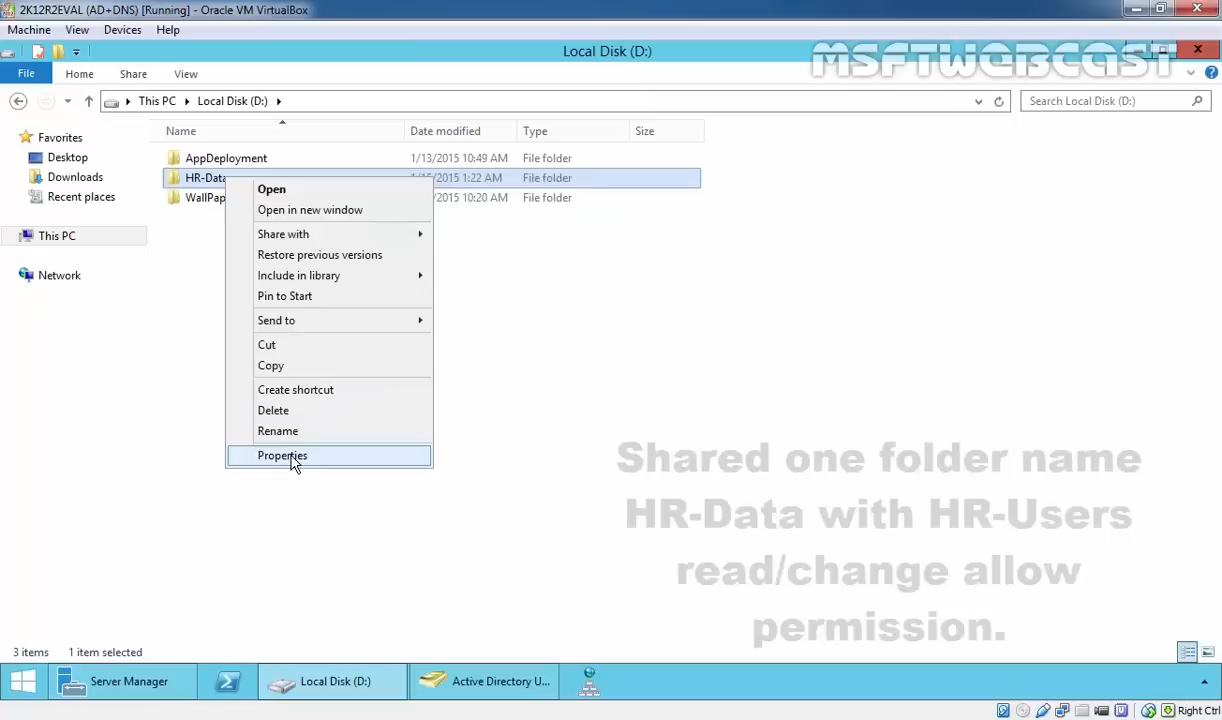 2K12R2EVAL (AD+DNS) [Running] - Oracle VM VirtualBox
Machine View Devices Help
Local Disk (D:)
MSFTWEBCAST
File Home Share View
This PC Local Disk (D:)
Search Local Disk (D:)
Name Date modified Type Size
Favorites
Desktop
Downloads
Recent places
This PC
Network
AppDeployment 1/13/2015 10:49 AM File folder
HR-Data 1:22 AM File folder
WallPap 10:20 AM File folder
Open
Open in new window
Share with
Restore previous versions
Include in library
Pin to Start
Send to
Cut
Copy
Create shortcut
Delete
Rename
Properties
Shared one folder name
HR-Data with HR-Users
read/change allow
permission.
3 items 1 item selected
Server Manager Local Disk (D:) Active Directory U...
Right Ctrl